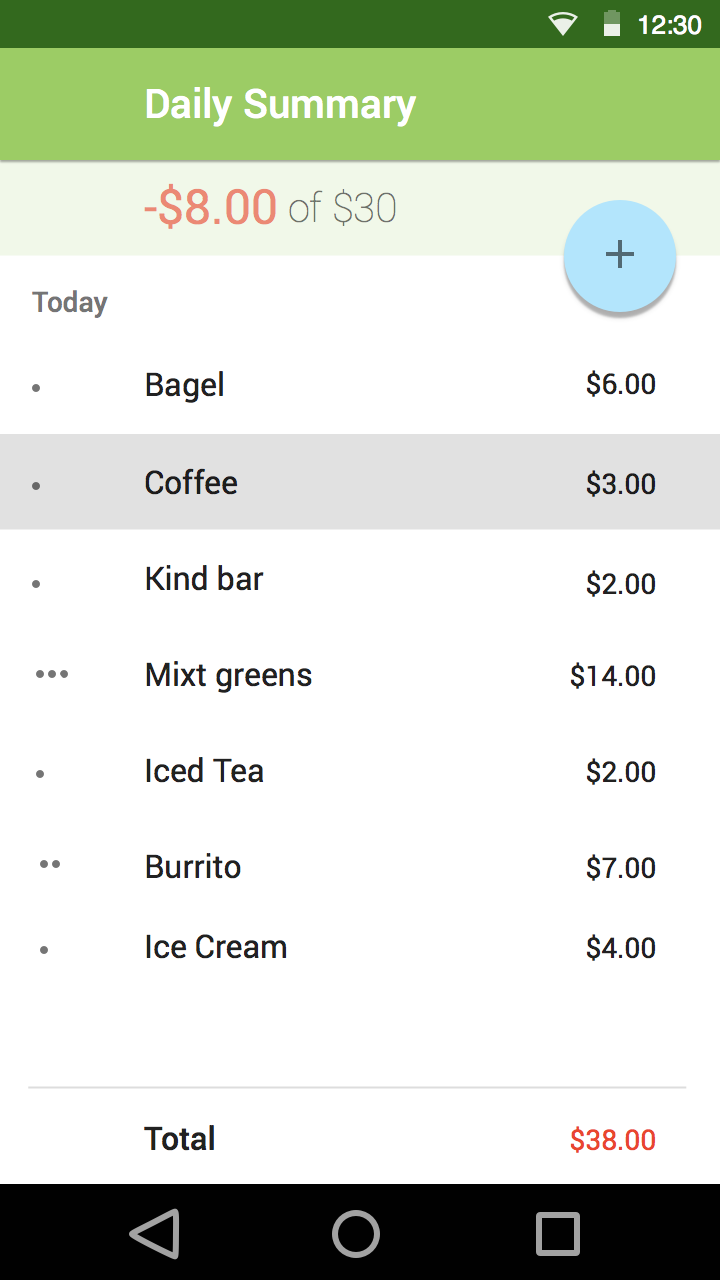 12:30
Daily Summary
-$8.00 of $30
+
Today
Bagel $6.00
Coffee $3.00
Kind bar $2.00
Mixt greens $14.00
Iced Tea $2.00
Burrito $7.00
Ice Cream $4.00
Total $38.00